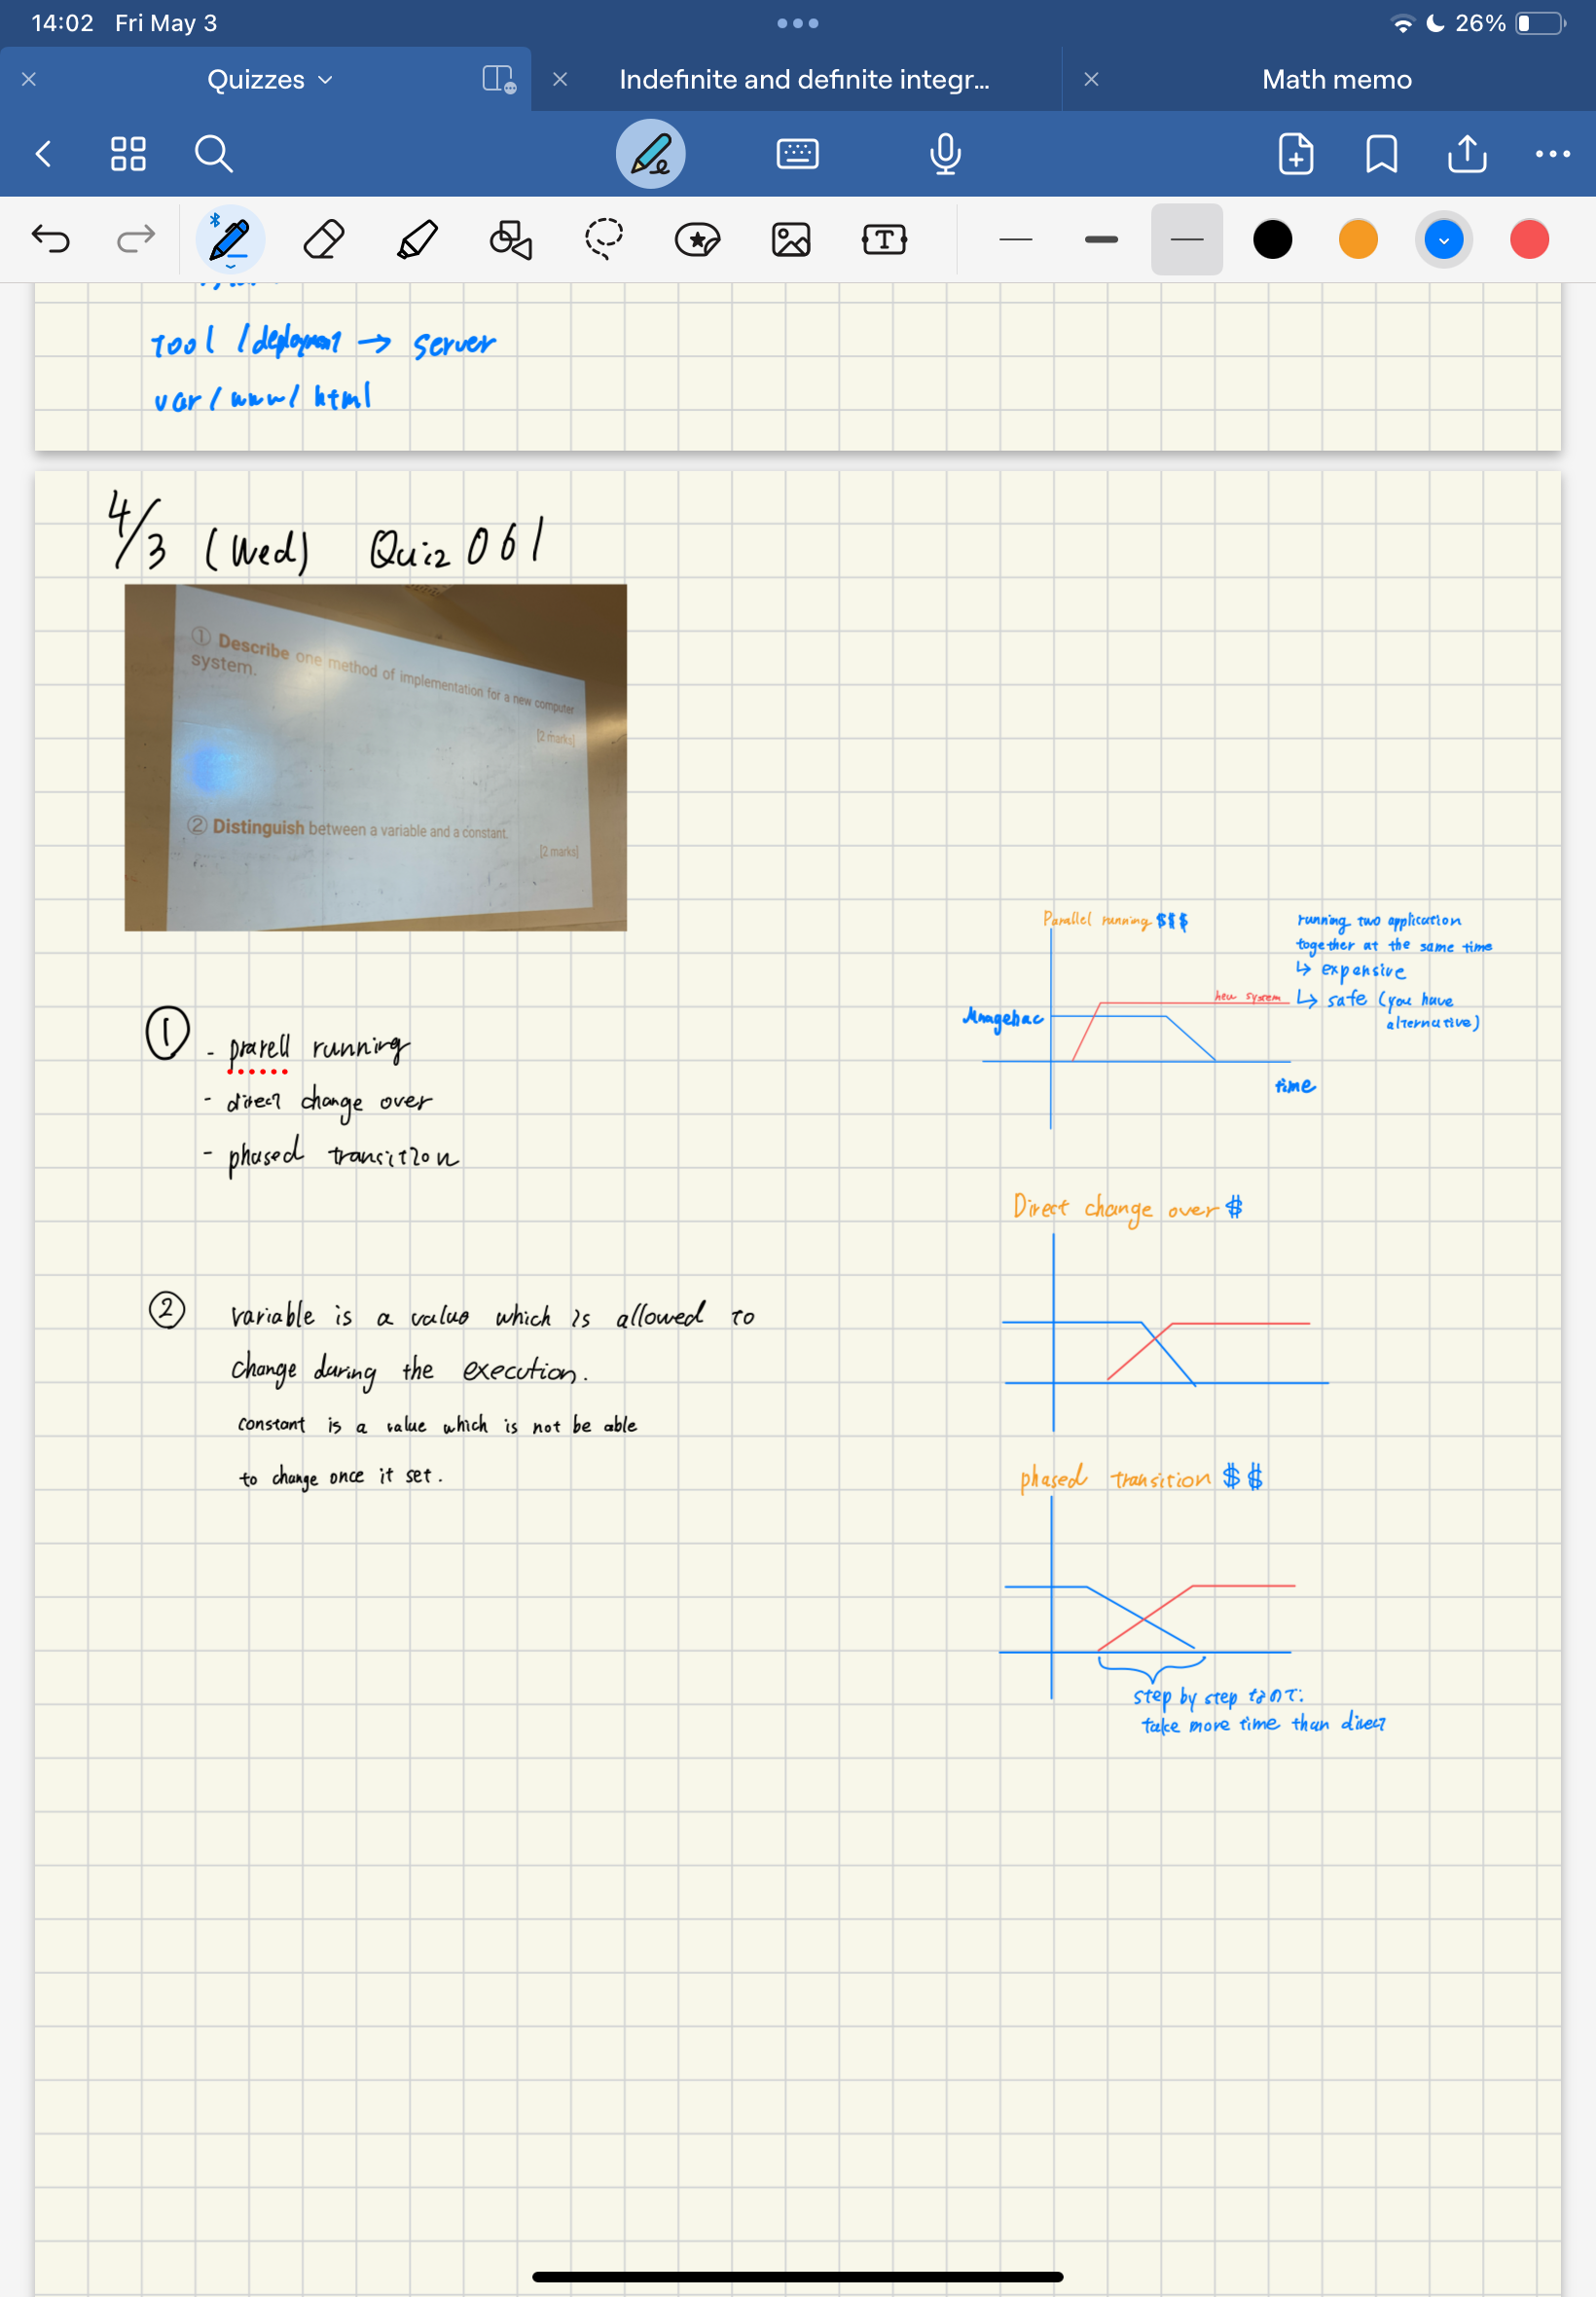 14:02 Fri May 3
26%
Quizzes
Indefinite and definite integr...
Math memo
tool / deployment → server
var / www / html
4/3 (Wed) Quiz 061
① Describe one method of implementation for a new computer
system.
[2 marks]
② Distinguish between a variable and a constant.
[2 marks]
① - prarell running
- direct change over
- phased transition
② variable is a value which is allowed to
change during the execution.
constant is a value which is not be able
to change once it set.
Parallel running $$$
running two application
together at the same time
↳ expensive
↳ safe (you have
alternative)
new system
Managebac
time
Direct change over $
phased transition $$
step by step なので:
take more time than direct